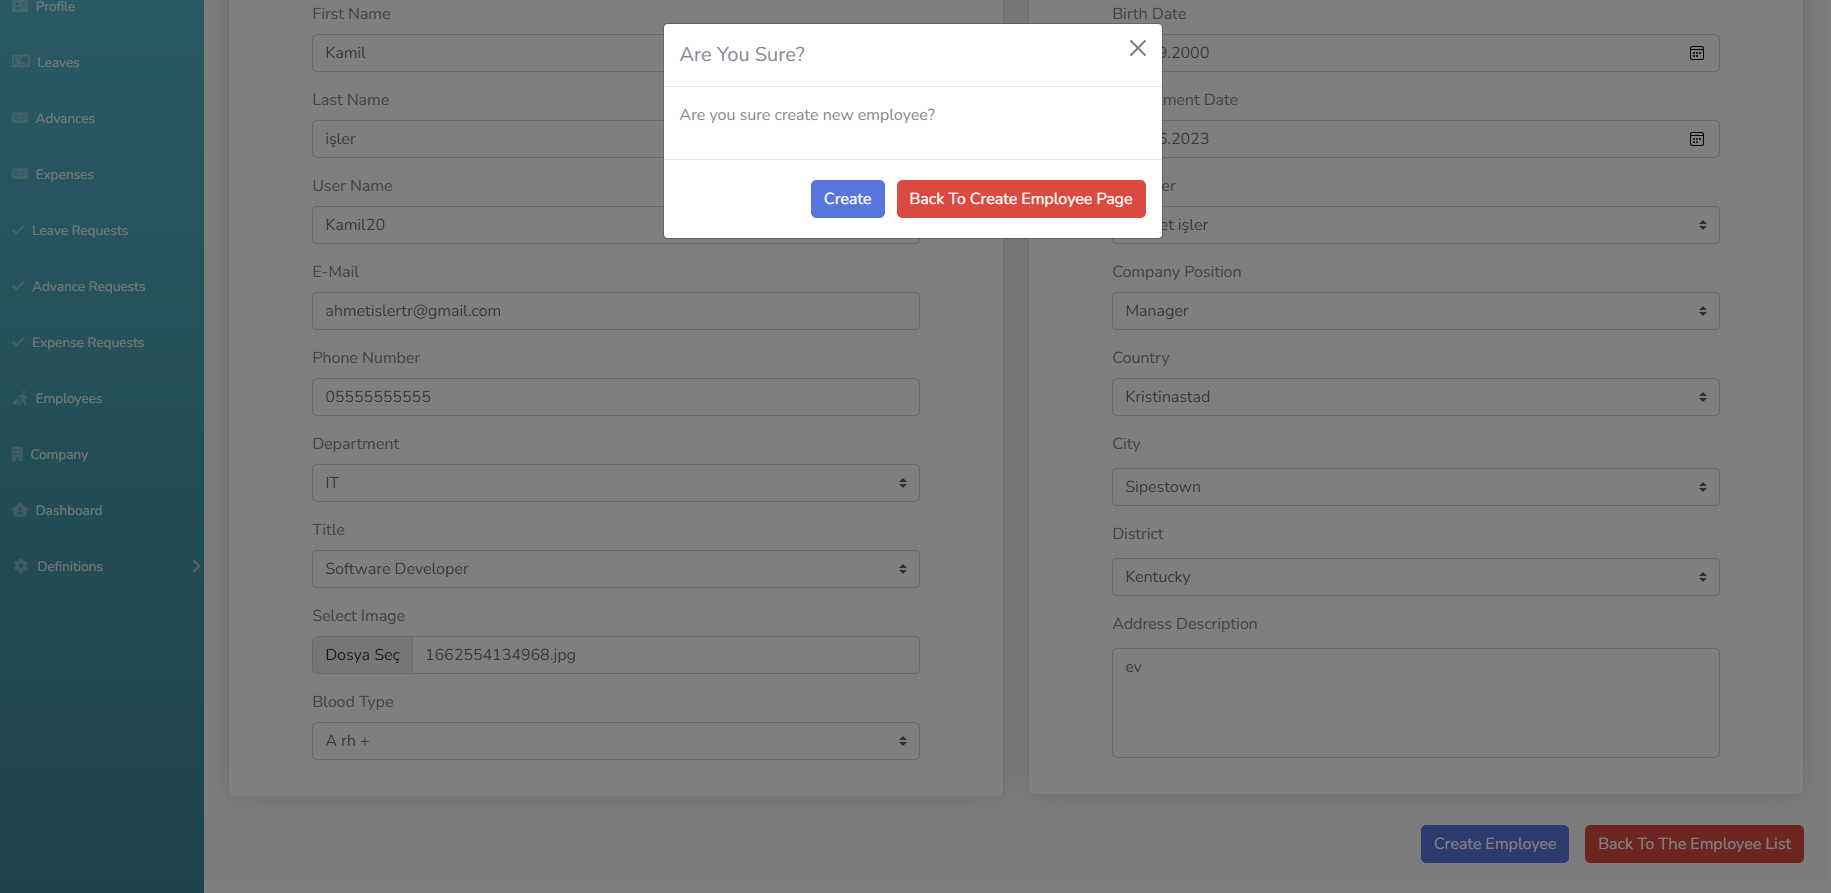 Profile
Leaves
Advances
Expenses
Leave Requests
Advance Requests
Expense Requests
Employees
Company
Dashboard
Definitions
First Name
Kamil
Last Name
işler
User Name
Kamil20
E-Mail
ahmetislertr@gmail.com
Phone Number
05555555555
Department
IT
Title
Software Developer
Select Image
Dosya Seç 1662554134968.jpg
Blood Type
A rh +
Are You Sure?
Are you sure create new employee?
Create Back To Create Employee Page
Birth Date
.2000
Date
.2023
işler
Company Position
Manager
Country
Kristinastad
City
Sipestown
District
Kentucky
Address Description
ev
Create Employee Back To The Employee List